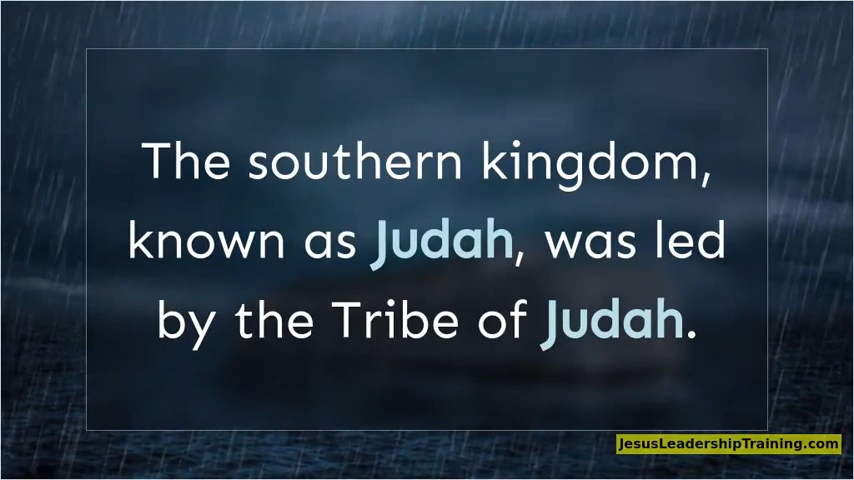 The southern kingdom,
known as Judah, was led
by the Tribe of Judah.
JesusLeadershipTraining.com